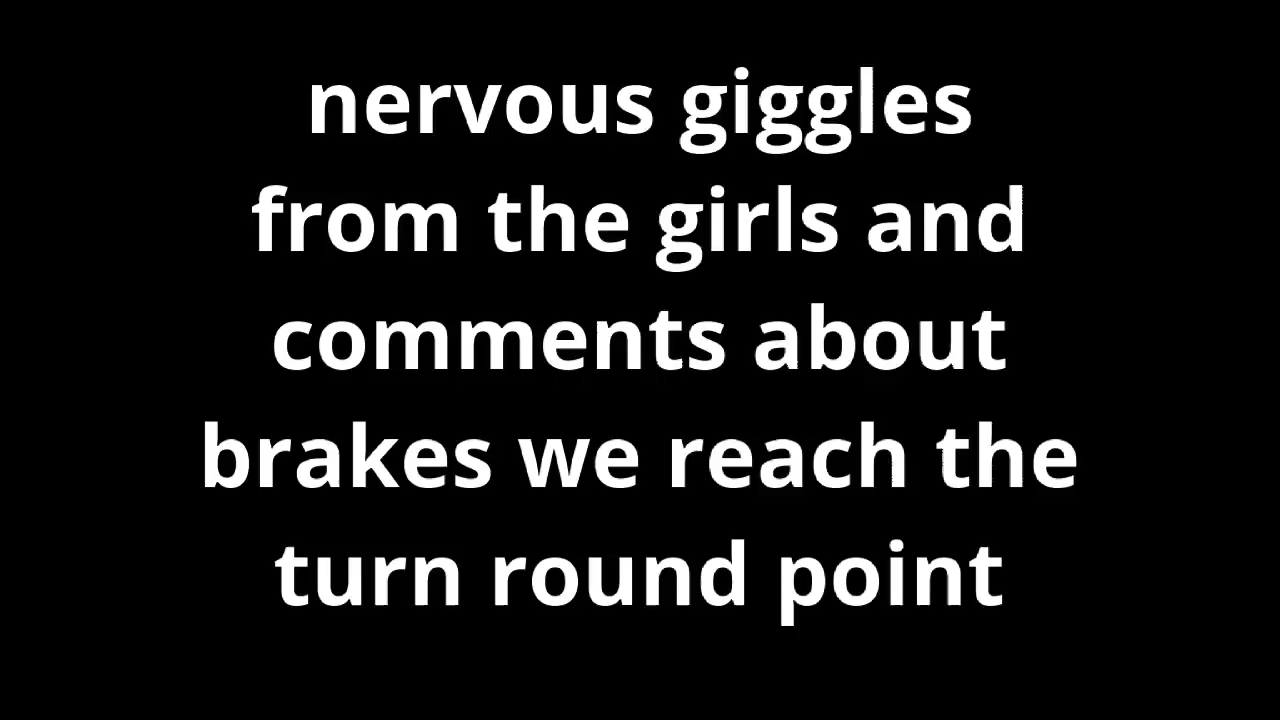 nervous giggles
from the girls and
comments about
brakes we reach the
turn round point